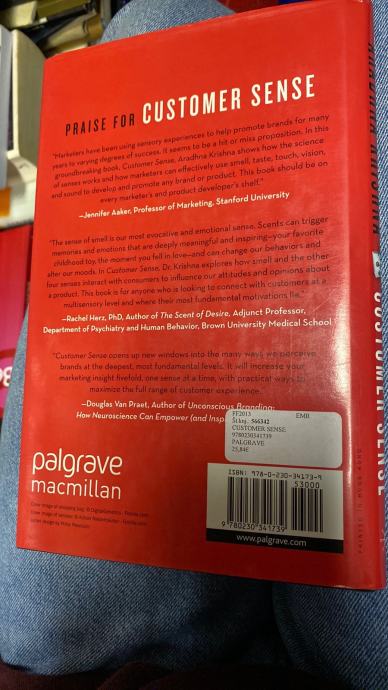 PRAISE FOR CUSTOMER SENSE
"Marketers have been using sensory experiences to help promote brands for many
years to varying degrees of success. It seems to be a hit or miss proposition. In this
book, Customer Sense, Aradhna Krishna shows how the science
of senses works and how marketers can effectively use smell, taste, touch, vision,
and sound to develop and promote any brand or product. This book should be on
every marketer's and product developer's shelf."
—Jennifer Aaker, Professor of Marketing, Stanford University
"The sense of smell is our most evocative and emotional sense. Scents can trigger
memories and emotions that are deeply meaningful and inspiring—your favorite
childhood toy, the moment you fell in love—and can change our behaviors and
alter our moods. In Customer Sense, Dr. Krishna explores how smell and the other
four senses interact with consumers to influence our attitudes and opinions about
a product. This book is for anyone who is looking to connect with customers at a
multisensory level and where their most fundamental motivations lie."
—Rachel Herz, PhD, Author of The Scent of Desire, Adjunct Professor,
Department of Psychiatry and Human Behavior, Brown University Medical School
"Customer Sense opens up new windows into the many ways we perceive
brands at the deepest, most fundamental levels. It will increase your
marketing insight fivefold, one sense at a time, with practical ways to
maximize the full range of customer experience."
—Douglas Van Praet, Author of Unconscious Branding:
How Neuroscience Can Empower (and Insp
FF2013 EMB
St.knj. 566342
CUSTOMER SENSE
9780230341739
PALGRAVE
25,84€
palgrave
macmillan
ISBN: 978-0-230-34173-9
53000
9 780230 341739
www.palgrave.com
PRINTED IN HONG KONG
CUSTOMER SENS